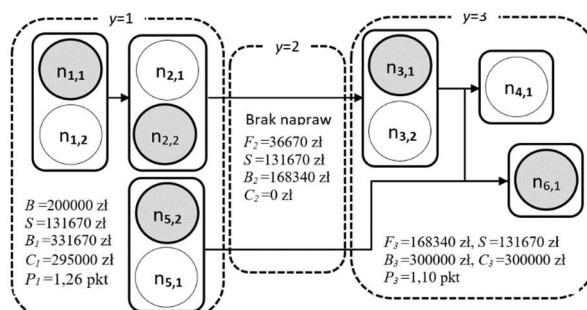 y=1
y=2
y=3
n1,1
n1,2
n2,1
n2,2
n5,2
n5,1
B=200000 zł
S=131670 zł
B1=331670 zł
C1=295000 zł
P1=1,26 pkt
Brak napraw
F2=36670 zł
S=131670 zł
B2=168340 zł
C2=0 zł
n3,1
n3,2
n4,1
n6,1
F3=168340 zł, S=131670 zł
B3=300000 zł, C3=300000 zł
P3=1,10 pkt